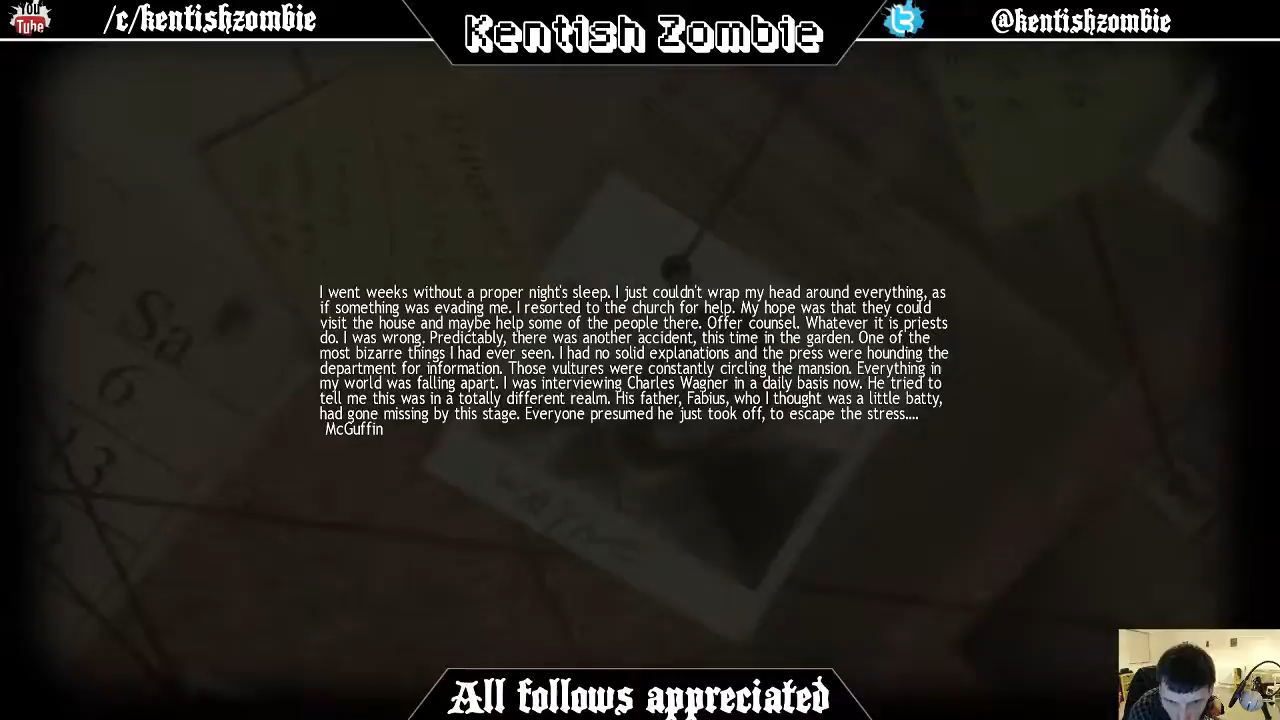 You
Tube
/c/kentishzombie
Kentish Zombie
@kentishzombie
I went weeks without a proper night's sleep. I just couldn't wrap my head around everything, as
if something was evading me. I resorted to the church for help. My hope was that they could
visit the house and maybe help some of the people there. Offer counsel. Whatever it is priests
do. I was wrong. Predictably, there was another accident, this time in the garden. One of the
most bizarre things I had ever seen. I had no solid explanations and the press were hounding the
department for information. Those vultures were constantly circling the mansion. Everything in
my world was falling apart. I was interviewing Charles Wagner in a daily basis now. He tried to
tell me this was in a totally different realm. His father, Fabius, who I thought was a little batty,
had gone missing by this stage. Everyone presumed he just took off, to escape the stress....
McGuffin
All follows appreciated